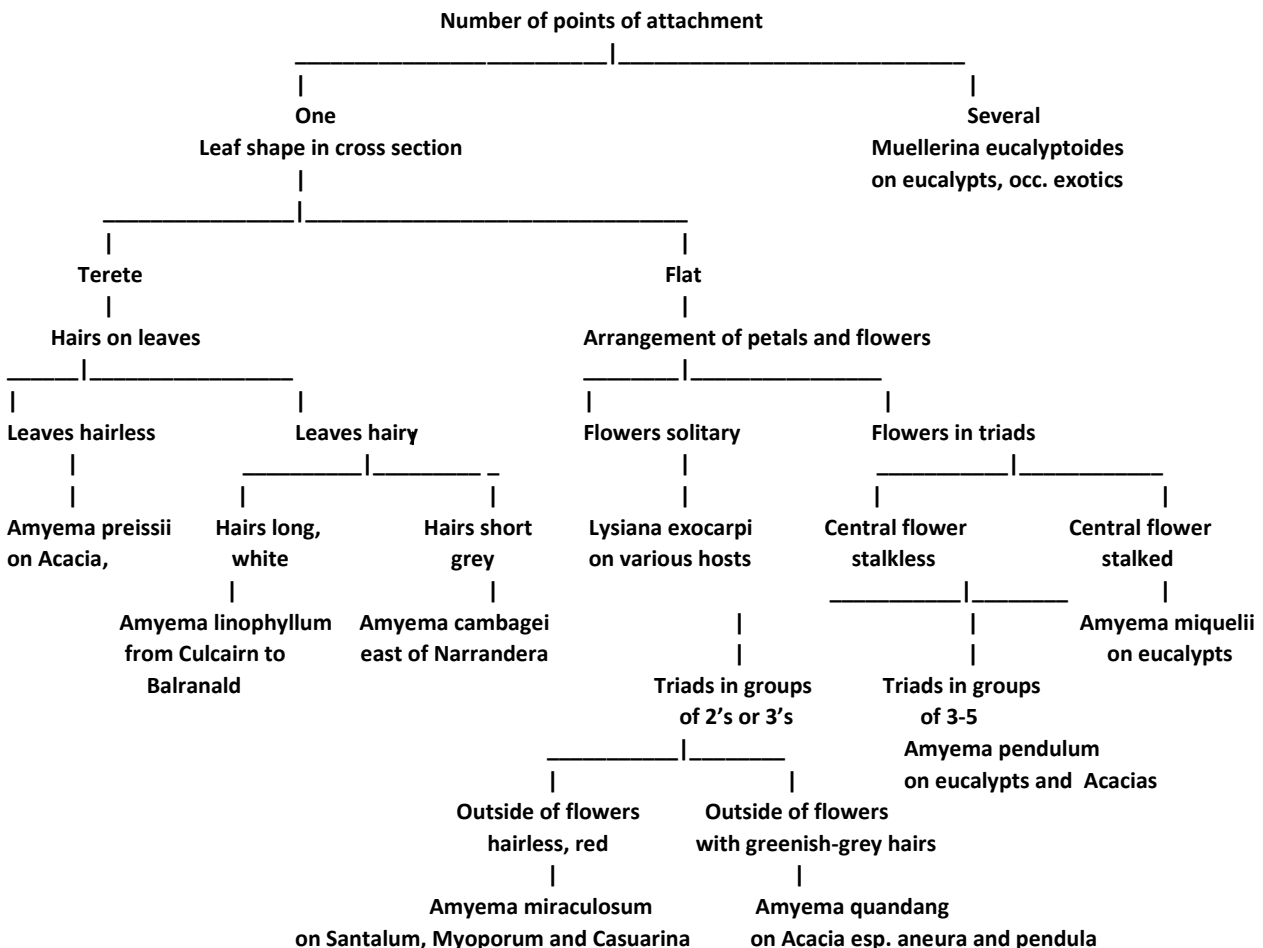 Number of points of attachment
One
Several
Leaf shape in cross section
Muellerina eucalyptoides
on eucalypts, occ. exotics
Terete
Flat
Hairs on leaves
Arrangement of petals and flowers
Leaves hairless
Leaves hairy
Flowers solitary
Flowers in triads
Amyema preissii
on Acacia,
Hairs long,
white
Hairs short
grey
Lysiana exocarpi
on various hosts
Central flower
stalkless
Central flower
stalked
Amyema linophyllum
from Culcairn to
Balranald
Amyema cambagei
east of Narrandera
Amyema miquelii
on eucalypts
Triads in groups
of 2’s or 3’s
Triads in groups
of 3-5
Amyema pendulum
on eucalypts and Acacias
Outside of flowers
hairless, red
Outside of flowers
with greenish-grey hairs
Amyema miraculosum
on Santalum, Myoporum and Casuarina
Amyema quandang
on Acacia esp. aneura and pendula